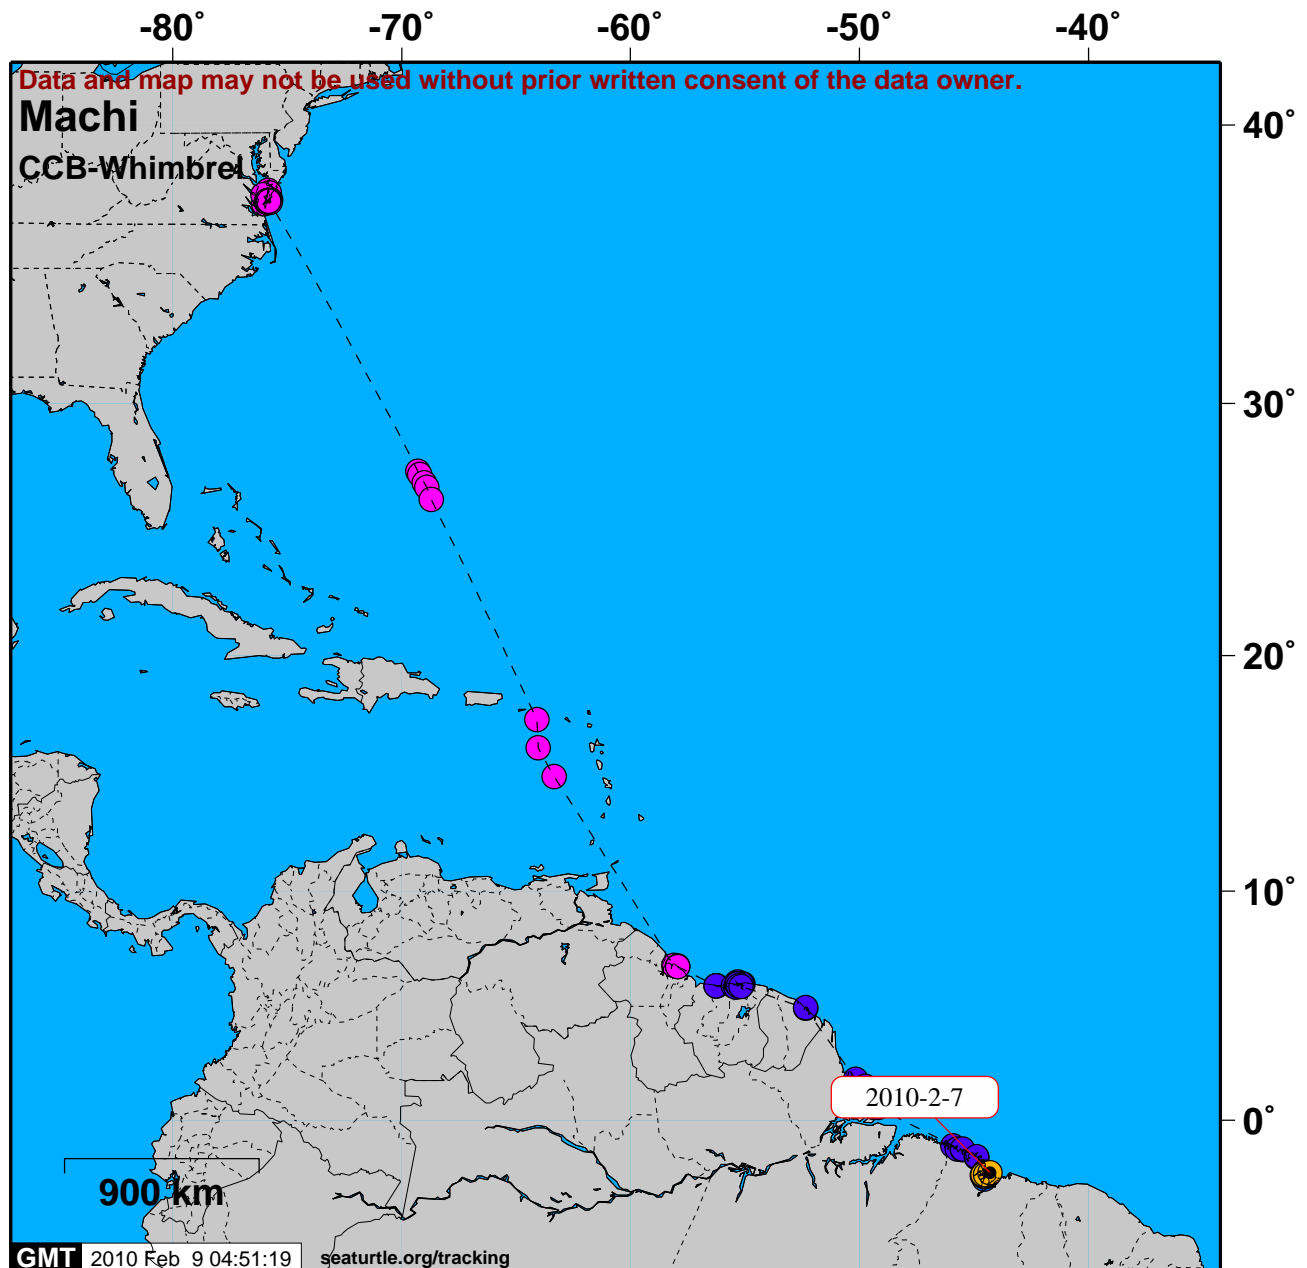 -80° -70° -60° -50° -40°
Data and map may not be used without prior written consent of the data owner.
Machi
CCB-Whimbrel
40°
30°
20°
10°
0°
2010-2-7
900 km
GMT 2010 Feb 9 04:51:19 seaturtle.org/tracking